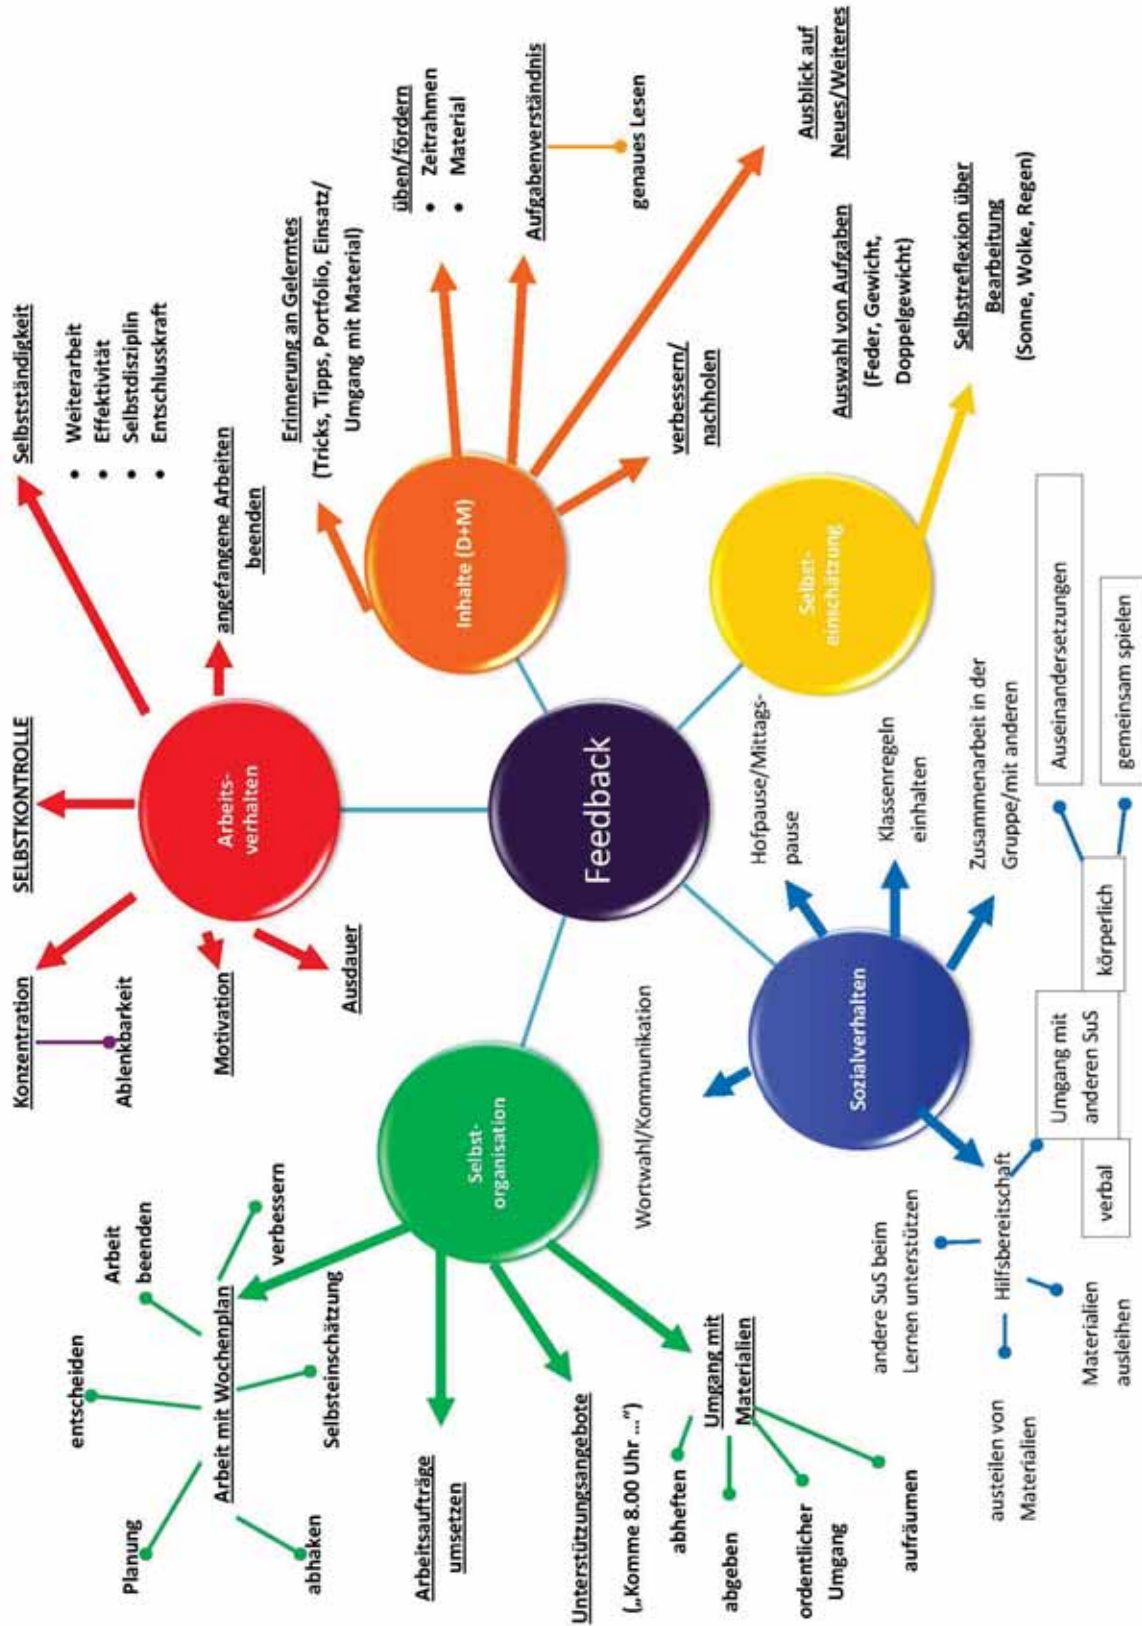 Feedback
Arbeits-
verhalten
Konzentration
Ablenkbarkeit
SELBSTKONTROLLE
Selbstständigkeit
• Weiterarbeit
• Effektivität
• Selbstdisziplin
• Entschlusskraft
angefangene Arbeiten
beenden
Motivation
Ausdauer
Inhalte (D+M)
Erinnerung an Gelerntes
(Tricks, Tipps, Portfolio, Einsatz/
Umgang mit Material)
üben/fördern
• Zeitrahmen
• Material
Aufgabenverständnis
genaues Lesen
Ausblick auf
Neues/Weiteres
verbessern/
nachholen
Selbst-
einschätzung
Auswahl von Aufgaben
(Feder, Gewicht,
Doppelgewicht)
Selbstreflexion über
Bearbeitung
(Sonne, Wolke, Regen)
Sozialverhalten
Wortwahl/Kommunikation
Hofpause/Mittags-
pause
Klassenregeln
einhalten
Zusammenarbeit in der
Gruppe/mit anderen
Hilfsbereitschaft
andere SuS beim
Lernen unterstützen
austeilen von
Materialien
Materialien
ausleihen
Umgang mit
anderen SuS
verbal
körperlich
Auseinandersetzungen
gemeinsam spielen
Selbst-
organisation
Arbeit mit Wochenplan
Planung
entscheiden
Arbeit
beenden
verbessern
Selbsteinschätzung
abhaken
Arbeitsaufträge
umsetzen
Unterstützungsangebote
(„Komme 8.00 Uhr ...“)
Umgang mit
Materialien
abheften
abgeben
ordentlicher
Umgang
aufräumen